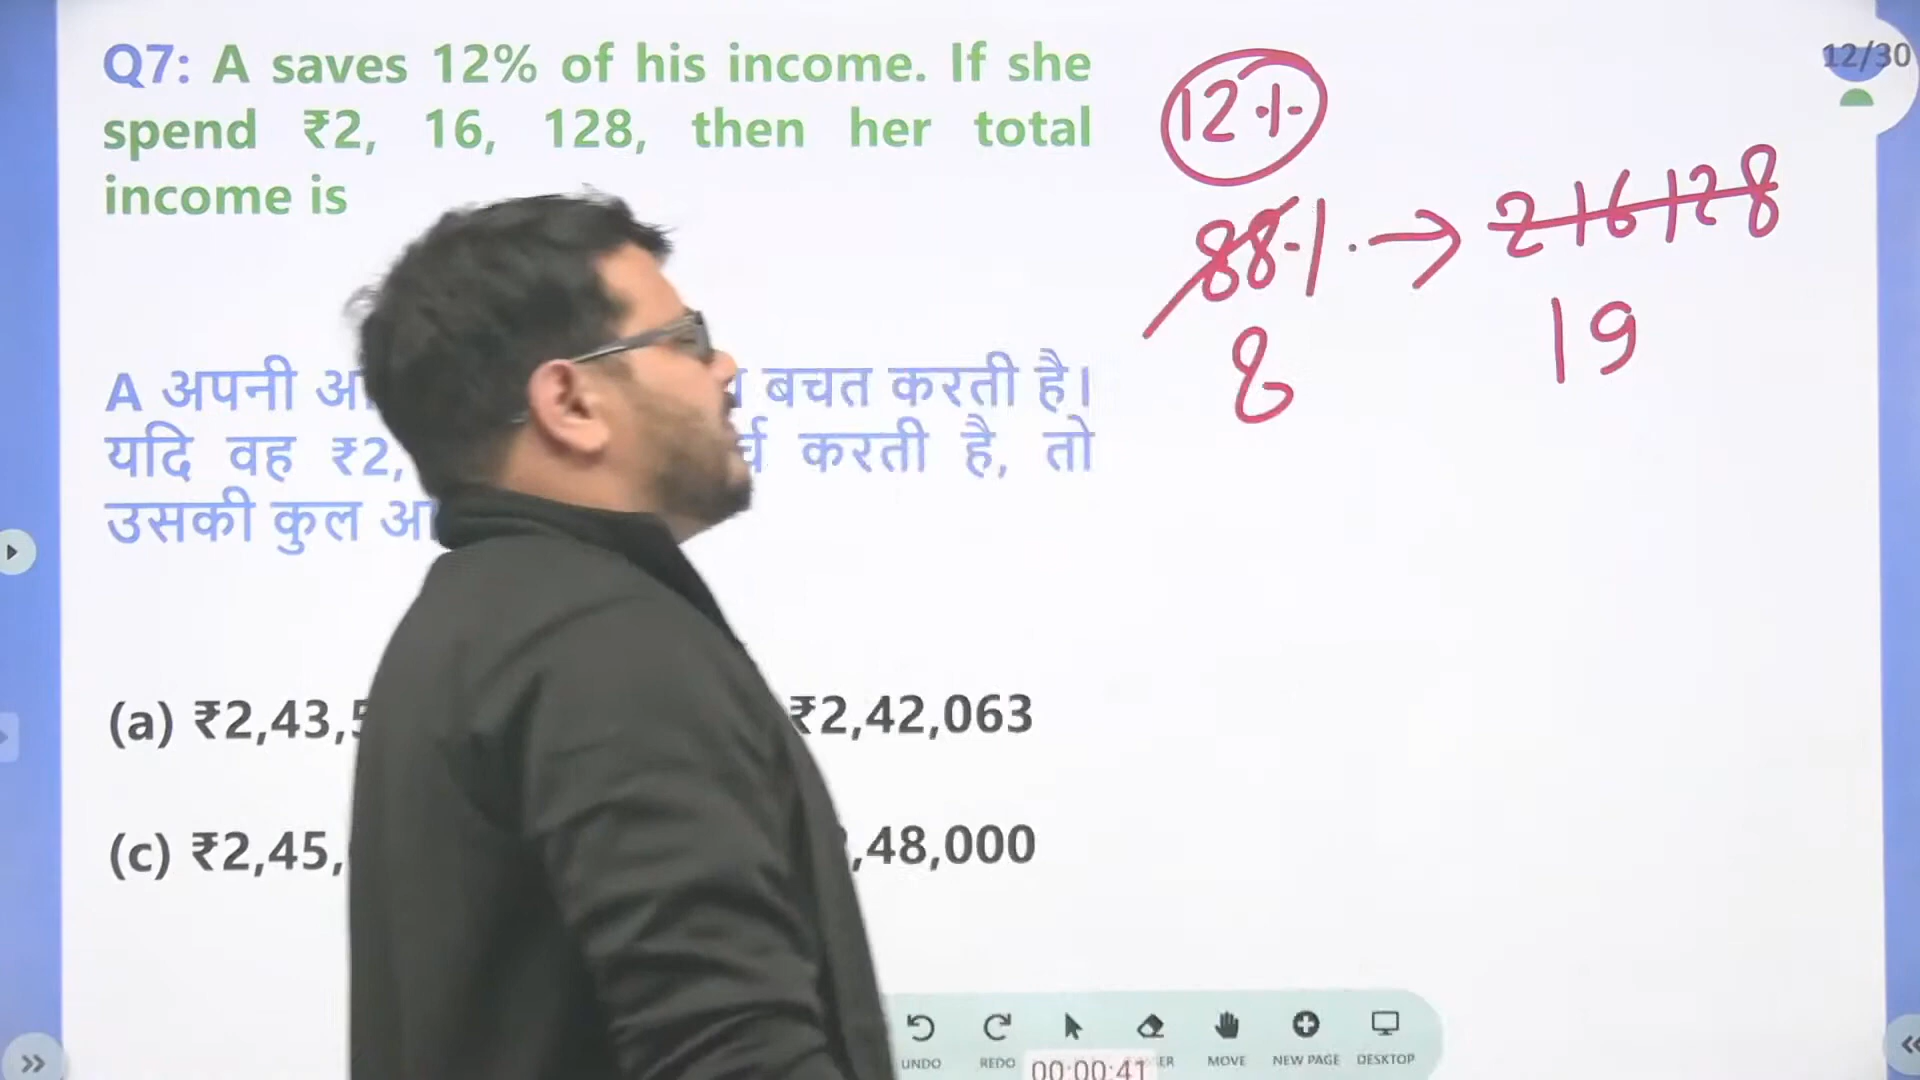 Q7: A saves 12% of his income. If she
spend ₹2, 16, 128, then her total
income is
A अपनी बचत करती है।
यदि वह ₹2, करती है, तो
उसकी कुल
(a) ₹2,43,5
₹2,42,063
(c) ₹2,45,
,48,000
12%
88% → 216128
8 19
12/30
UNDO REDO MOVE NEW PAGE DESKTOP
00:00:41